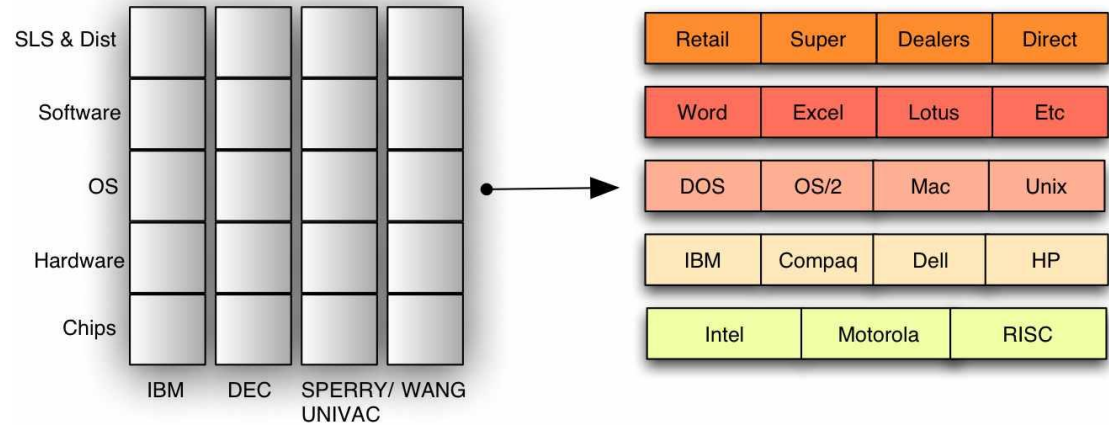 SLS & Dist
Software
OS
Hardware
Chips
IBM DEC SPERRY/ WANG
UNIVAC
Retail Super Dealers Direct
Word Excel Lotus Etc
DOS OS/2 Mac Unix
IBM Compaq Dell HP
Intel Motorola RISC